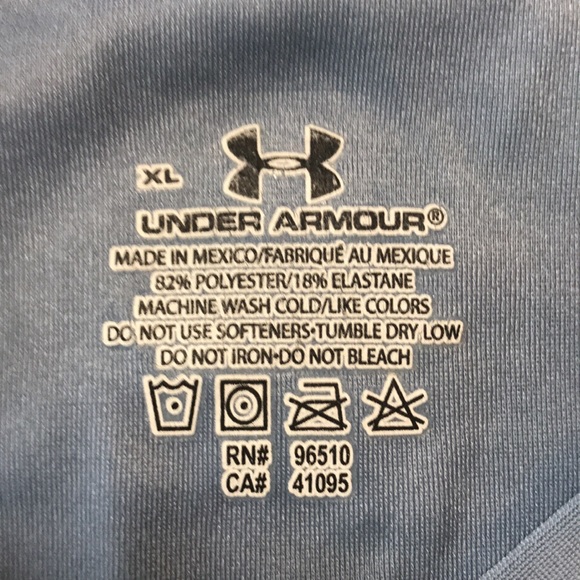 XL
UNDER ARMOUR®
MADE IN MEXICO/FABRIQUÉ AU MEXIQUE
82% POLYESTER/18% ELASTANE
MACHINE WASH COLD/LIKE COLORS
DO NOT USE SOFTENERS•TUMBLE DRY LOW
DO NOT IRON•DO NOT BLEACH
RN# 96510
CA# 41095